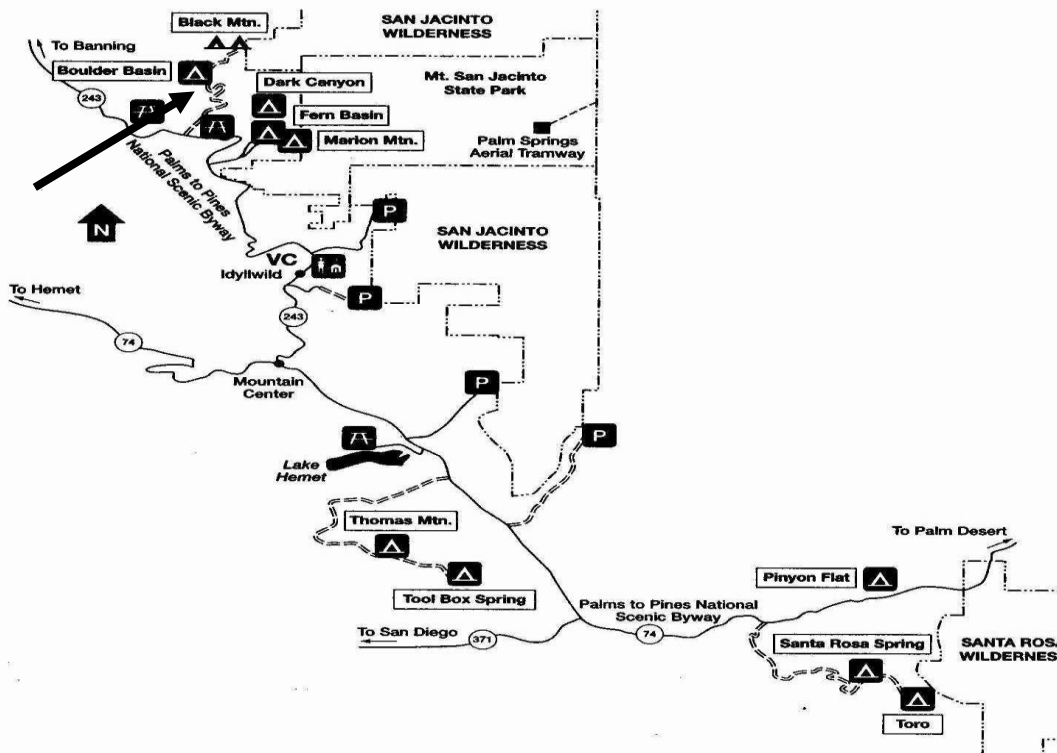 Black Mtn.
SAN JACINTO
WILDERNESS
To Banning
Boulder Basin
Dark Canyon
Mt. San Jacinto
State Park
243
Fern Basin
Marion Mtn.
Palm Springs
Aerial Tramway
Palms to Pines
National Scenic Byway
N
P
SAN JACINTO
WILDERNESS
VC
Idyllwild
To Hemet
P
243
74
Mountain
Center
P
P
Lake
Hemet
Thomas Mtn.
To Palm Desert
Pinyon Flat
Tool Box Spring
Palms to Pines National
Scenic Byway
To San Diego
371
74
Santa Rosa Spring
SANTA ROS
WILDERNES
Toro